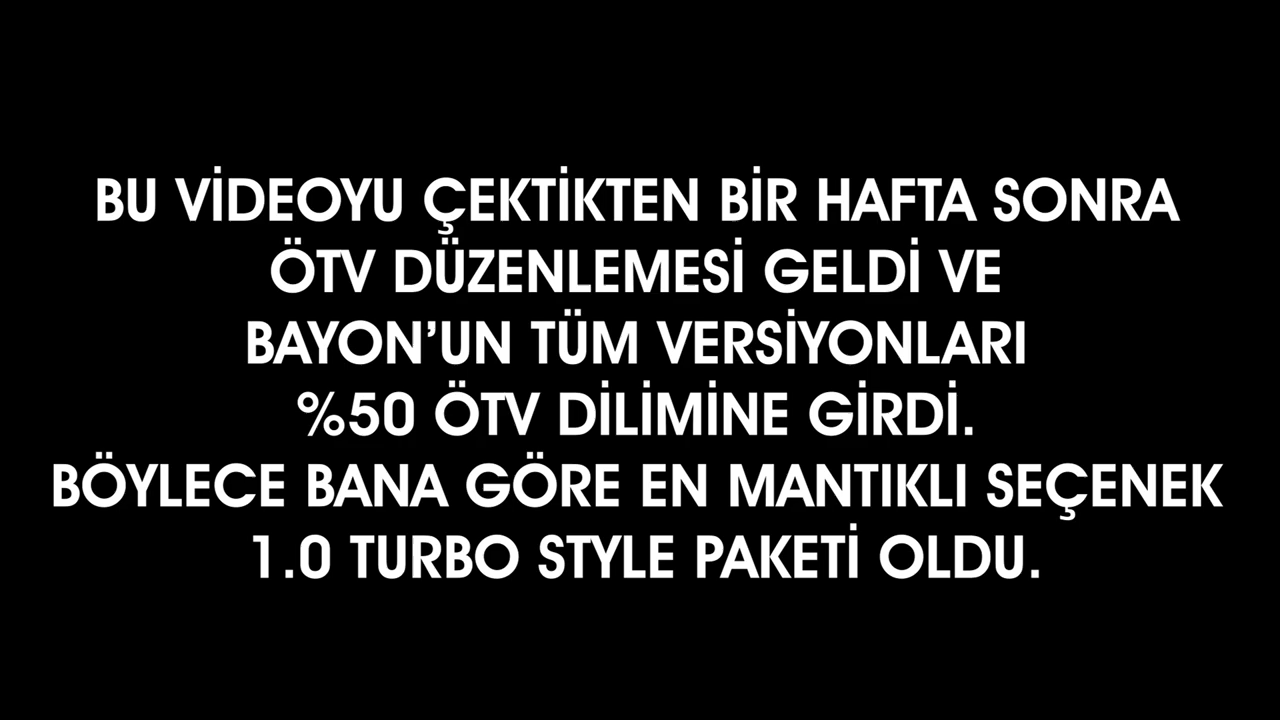 BU VİDEOYU ÇEKTİKTEN BİR HAFTA SONRA
ÖTV DÜZENLEMESİ GELDİ VE
BAYON’UN TÜM VERSİYONLARI
%50 ÖTV DİLİMİNE GİRDİ.
BÖYLECE BANA GÖRE EN MANTIKLI SEÇENEK
1.0 TURBO STYLE PAKETİ OLDU.